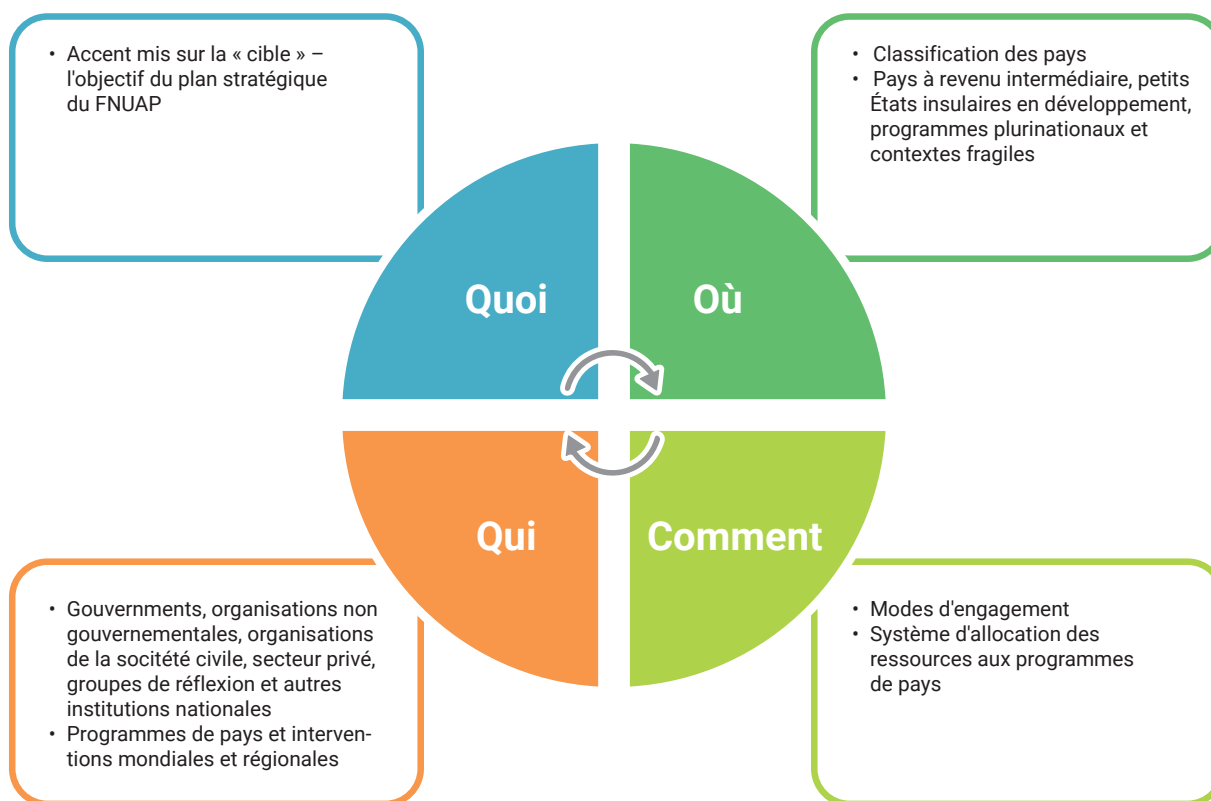 • Accent mis sur la « cible » –
l'objectif du plan stratégique
du FNUAP
• Classification des pays
• Pays à revenu intermédiaire, petits
États insulaires en développement,
programmes plurinationaux et
contextes fragiles
Quoi
Où
Qui
Comment
• Gouvernments, organisations non
gouvernementales, organisations
de la socitété civile, secteur privé,
groupes de réflexion et autres
institutions nationales
• Programmes de pays et interven-
tions mondiales et régionales
• Modes d'engagement
• Système d'allocation des
ressources aux programmes
de pays